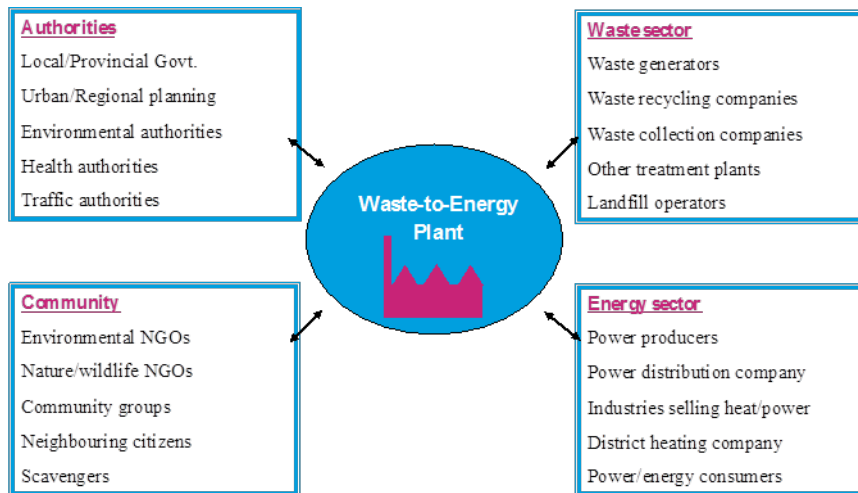 Authorities
Local/Provincial Govt.
Urban/Regional planning
Environmental authorities
Health authorities
Traffic authorities
Waste sector
Waste generators
Waste recycling companies
Waste collection companies
Other treatment plants
Landfill operators
Waste-to-Energy
Plant
Community
Environmental NGOs
Nature/wildlife NGOs
Community groups
Neighbouring citizens
Scavengers
Energy sector
Power producers
Power distribution company
Industries selling heat/power
District heating company
Power/energy consumers